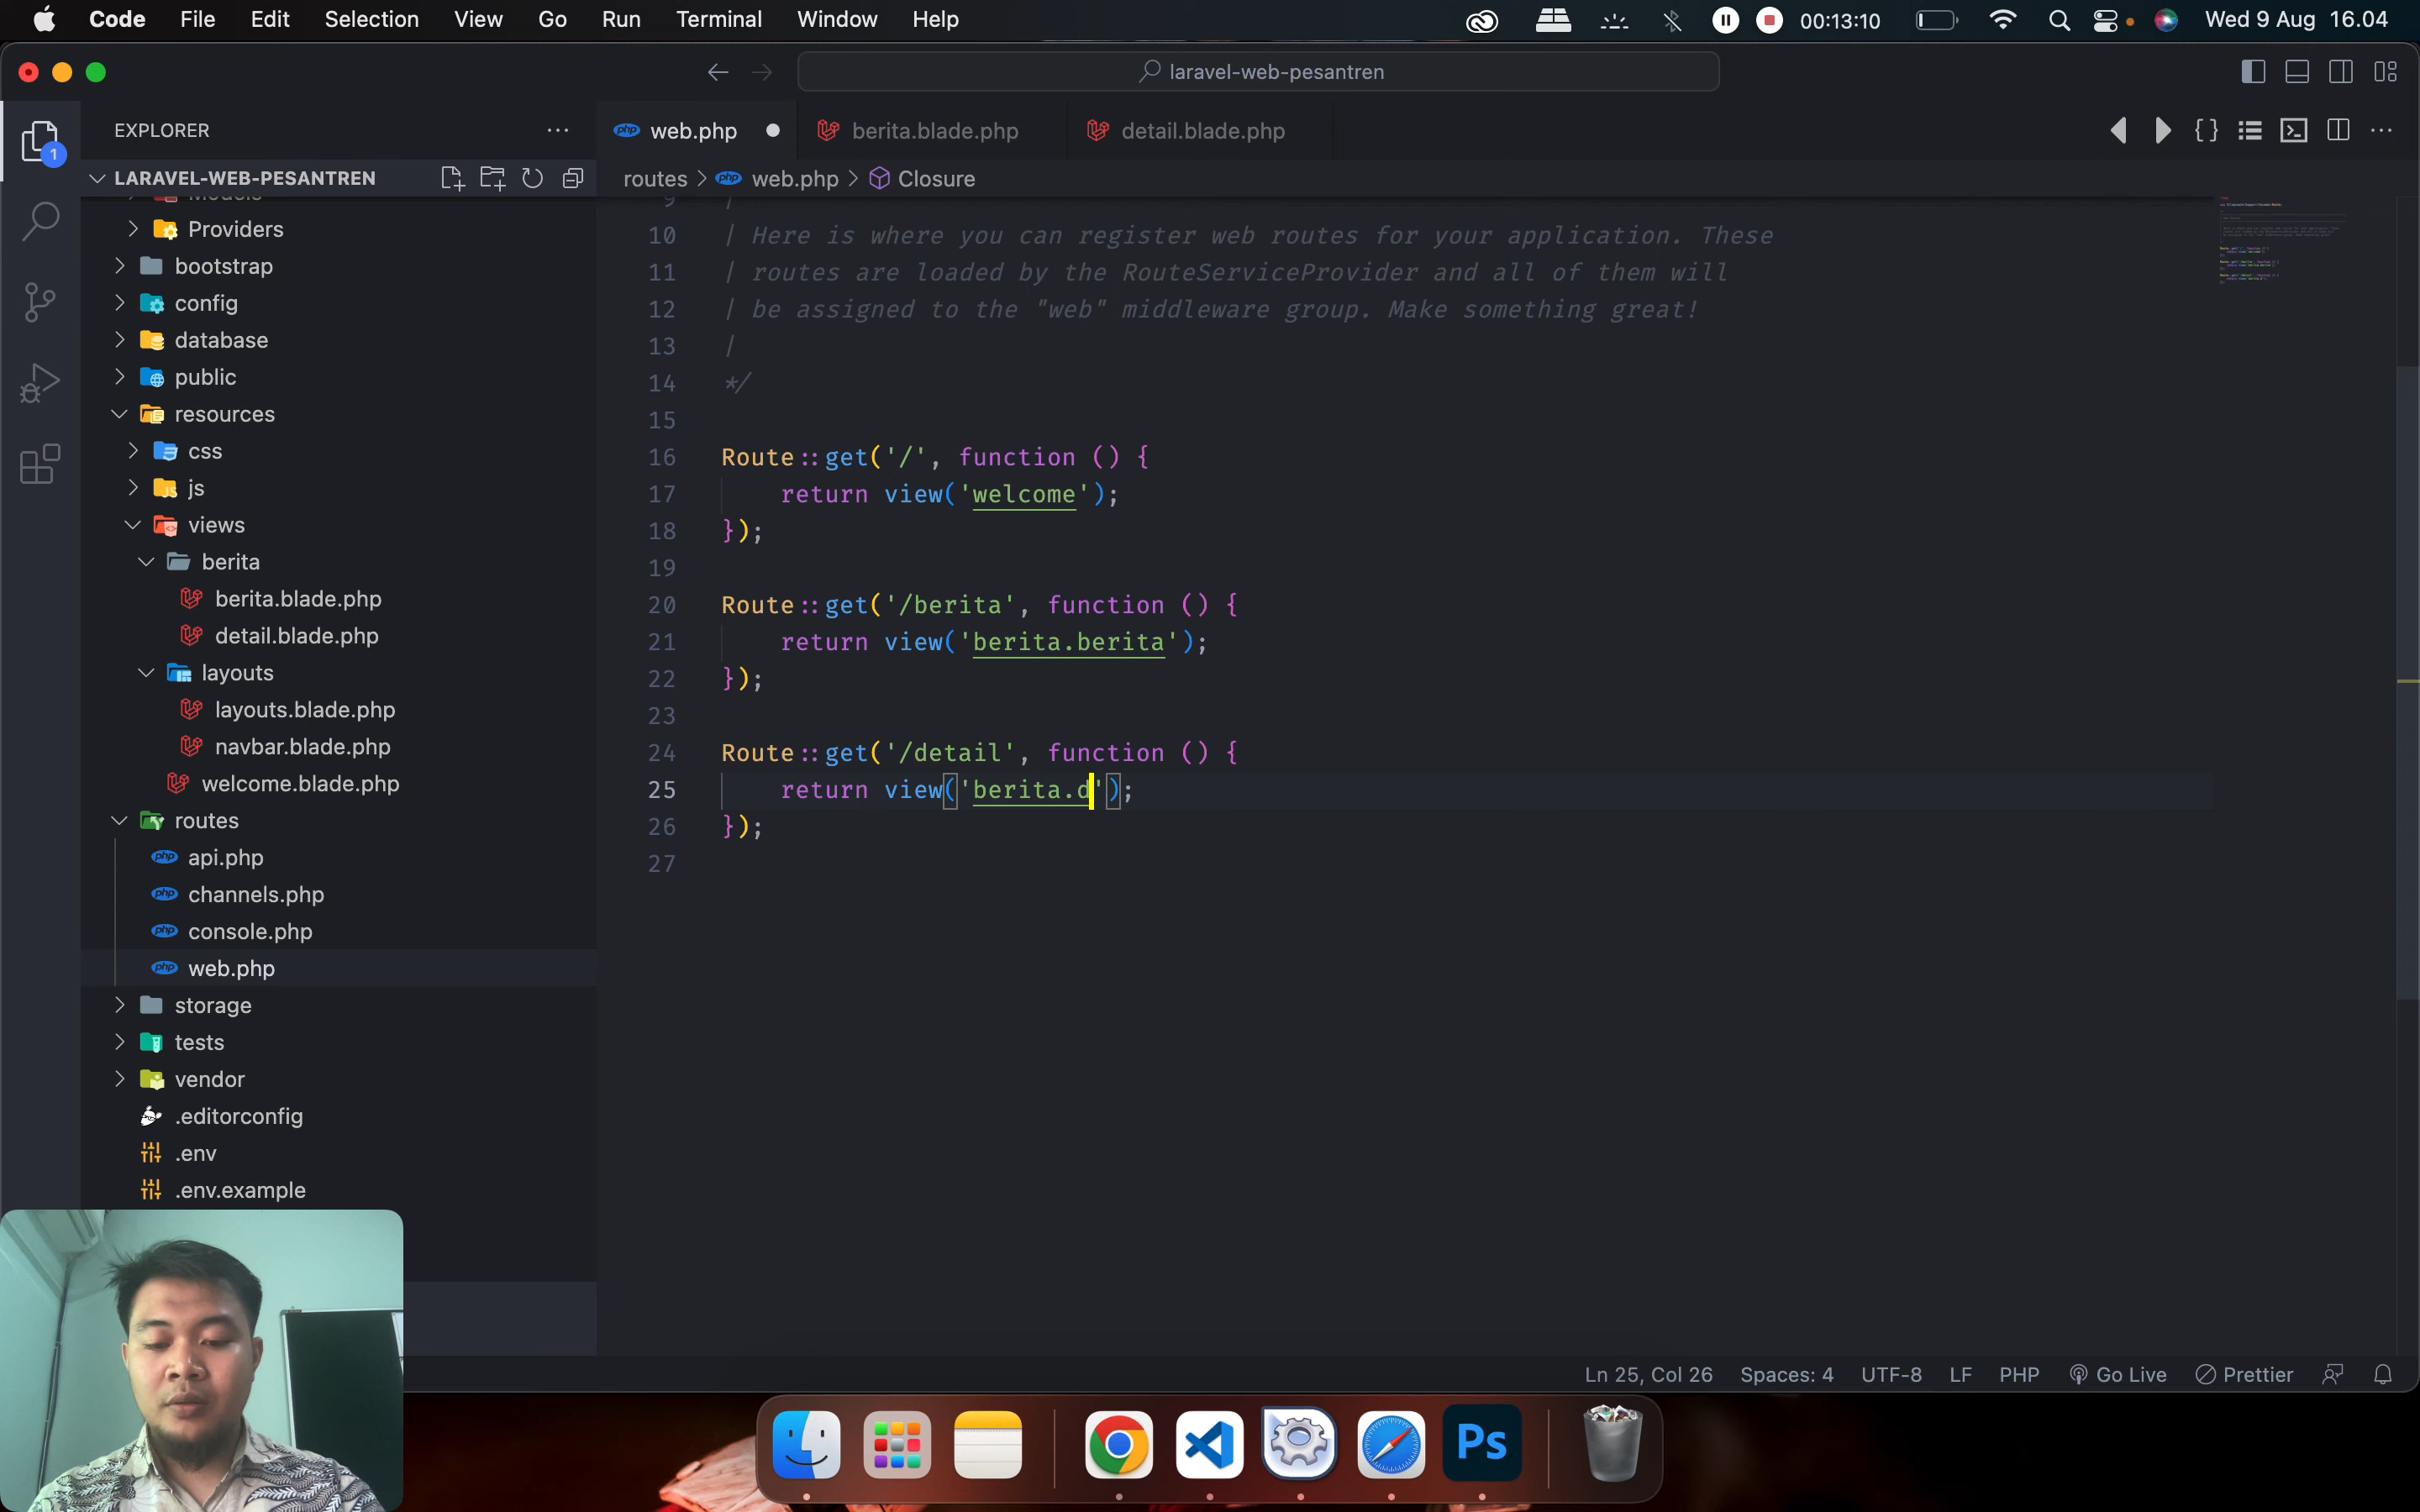 Code File Edit Selection View Go Run Terminal Window Help 00:13:10 Wed 9 Aug 16.04
laravel-web-pesantren
EXPLORER
web.php berita.blade.php detail.blade.php
1
LARAVEL-WEB-PESANTREN
routes > web.php > Closure
Models
Providers
bootstrap
config
database
public
resources
css
js
views
berita
berita.blade.php
detail.blade.php
layouts
layouts.blade.php
navbar.blade.php
welcome.blade.php
routes
api.php
channels.php
console.php
web.php
storage
tests
vendor
.editorconfig
.env
.env.example
9 |
10 | Here is where you can register web routes for your application. These
11 | routes are loaded by the RouteServiceProvider and all of them will
12 | be assigned to the "web" middleware group. Make something great!
13 |
14 */
15
16 Route::get('/', function () {
17 return view('welcome');
18 });
19
20 Route::get('/berita', function () {
21 return view('berita.berita');
22 });
23
24 Route::get('/detail', function () {
25 return view('berita.d');
26 });
27
Ln 25, Col 26 Spaces: 4 UTF-8 LF PHP Go Live Prettier
Ps